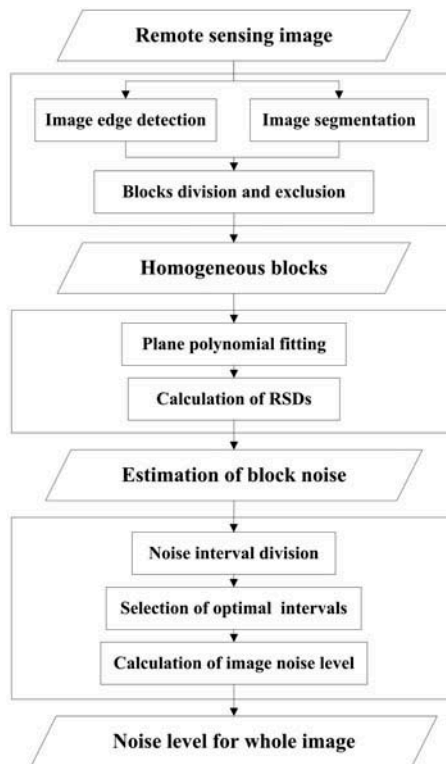 Remote sensing image
Image edge detection
Image segmentation
Blocks division and exclusion
Homogeneous blocks
Plane polynomial fitting
Calculation of RSDs
Estimation of block noise
Noise interval division
Selection of optimal intervals
Calculation of image noise level
Noise level for whole image